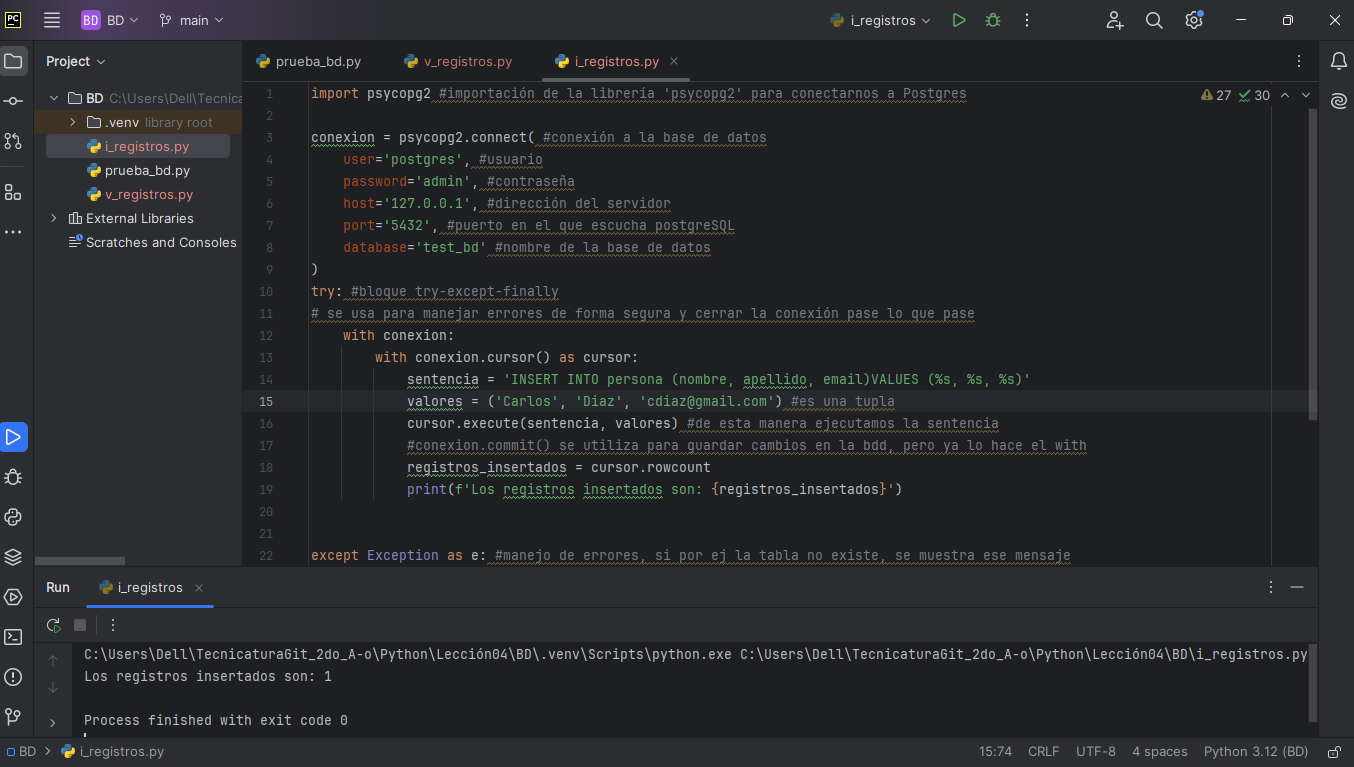 PC
BD BD
main
i_registros
Project
prueba_bd.py
v_registros.py
i_registros.py
BD C:\Users\Dell\Tecnica
.venv library root
i_registros.py
prueba_bd.py
v_registros.py
External Libraries
Scratches and Consoles
27 30
1 import psycopg2 #importación de la librería 'psycopg2' para conectarnos a Postgres
2
3 conexion = psycopg2.connect( #conexión a la base de datos
4 user='postgres', #usuario
5 password='admin', #contraseña
6 host='127.0.0.1', #dirección del servidor
7 port='5432', #puerto en el que escucha postgreSQL
8 database='test_bd' #nombre de la base de datos
9 )
10 try: #bloque try-except-finally
11 # se usa para manejar errores de forma segura y cerrar la conexión pase lo que pase
12 with conexion:
13 with conexion.cursor() as cursor:
14 sentencia = 'INSERT INTO persona (nombre, apellido, email)VALUES (%s, %s, %s)'
15 valores = ('Carlos', 'Diaz', 'cdiaz@gmail.com') #es una tupla
16 cursor.execute(sentencia, valores) #de esta manera ejecutamos la sentencia
17 #conexion.commit() se utiliza para guardar cambios en la bdd, pero ya lo hace el with
18 registros_insertados = cursor.rowcount
19 print(f'Los registros insertados son: {registros_insertados}')
20
21
22 except Exception as e: #manejo de errores, si por ej la tabla no existe, se muestra ese mensaje
Run
i_registros
C:\Users\Dell\TecnicaturaGit_2do_A-o\Python\Lección04\BD\.venv\Scripts\python.exe C:\Users\Dell\TecnicaturaGit_2do_A-o\Python\Lección04\BD\i_registros.py
Los registros insertados son: 1
Process finished with exit code 0
BD
i_registros.py
15:74 CRLF UTF-8 4 spaces Python 3.12 (BD)